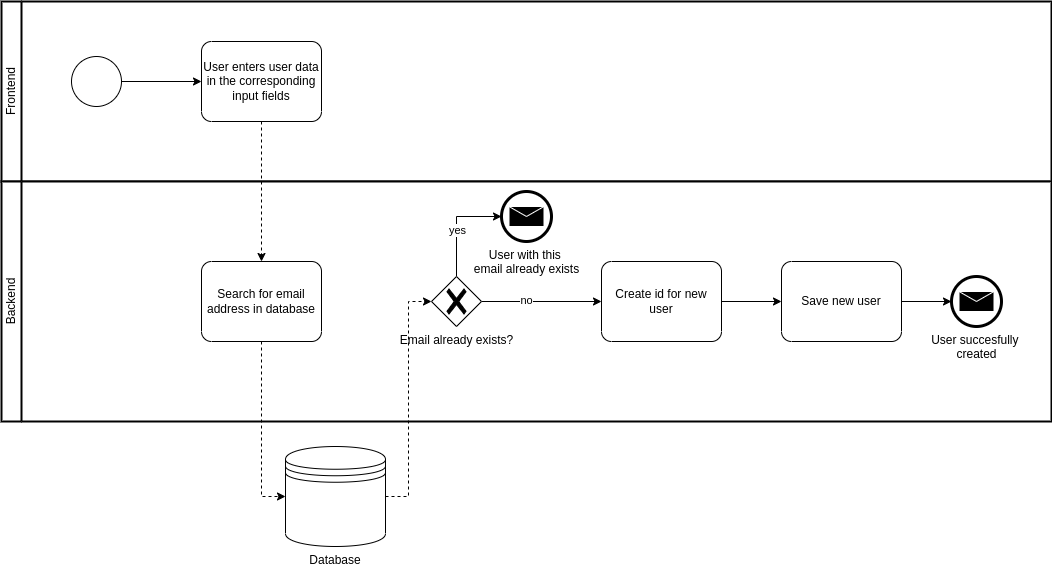 Frontend
User enters user data
in the corresponding
input fields
Backend
yes
User with this
email already exists
Search for email
address in database
no
Email already exists?
Create id for new
user
Save new user
User succesfully
created
Database